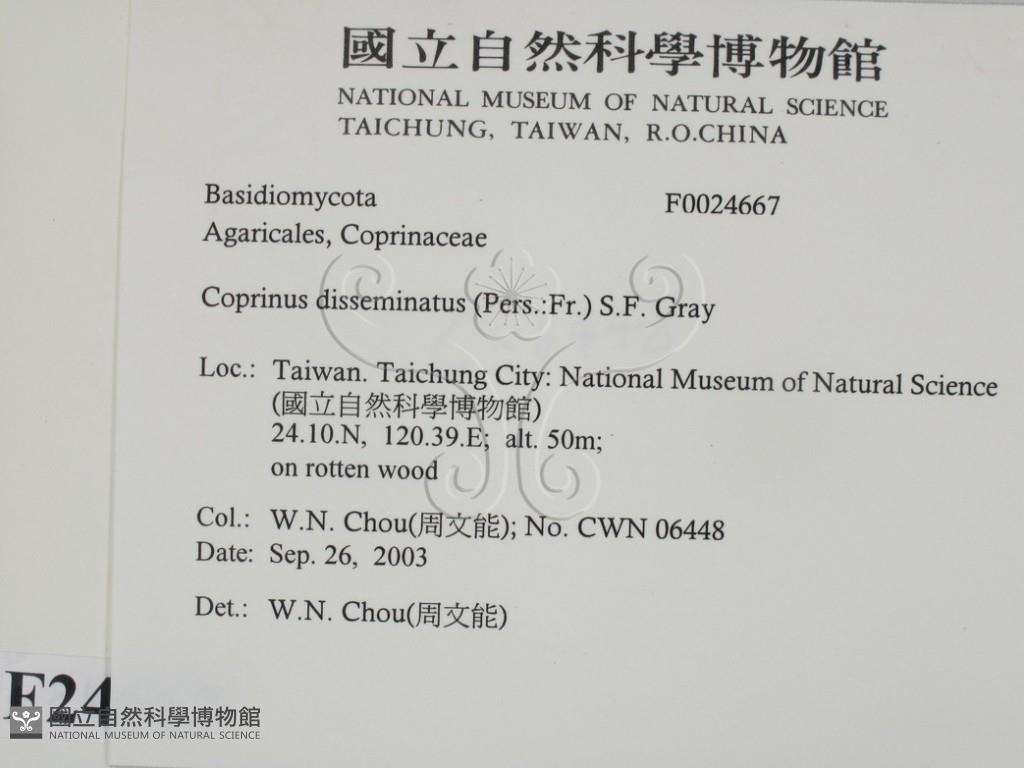 國立自然科學博物館
NATIONAL MUSEUM OF NATURAL SCIENCE
TAICHUNG, TAIWAN, R.O.CHINA
Basidiomycota F0024667
Agaricales, Coprinaceae
Coprinus disseminatus (Pers.:Fr.) S.F. Gray
Loc.: Taiwan. Taichung City: National Museum of Natural Science
(國立自然科學博物館)
24.10.N, 120.39.E; alt. 50m;
on rotten wood
Col.: W.N. Chou(周文能); No. CWN 06448
Date: Sep. 26, 2003
Det.: W.N. Chou(周文能)
F24
國立自然科學博物館
NATIONAL MUSEUM OF NATURAL SCIENCE